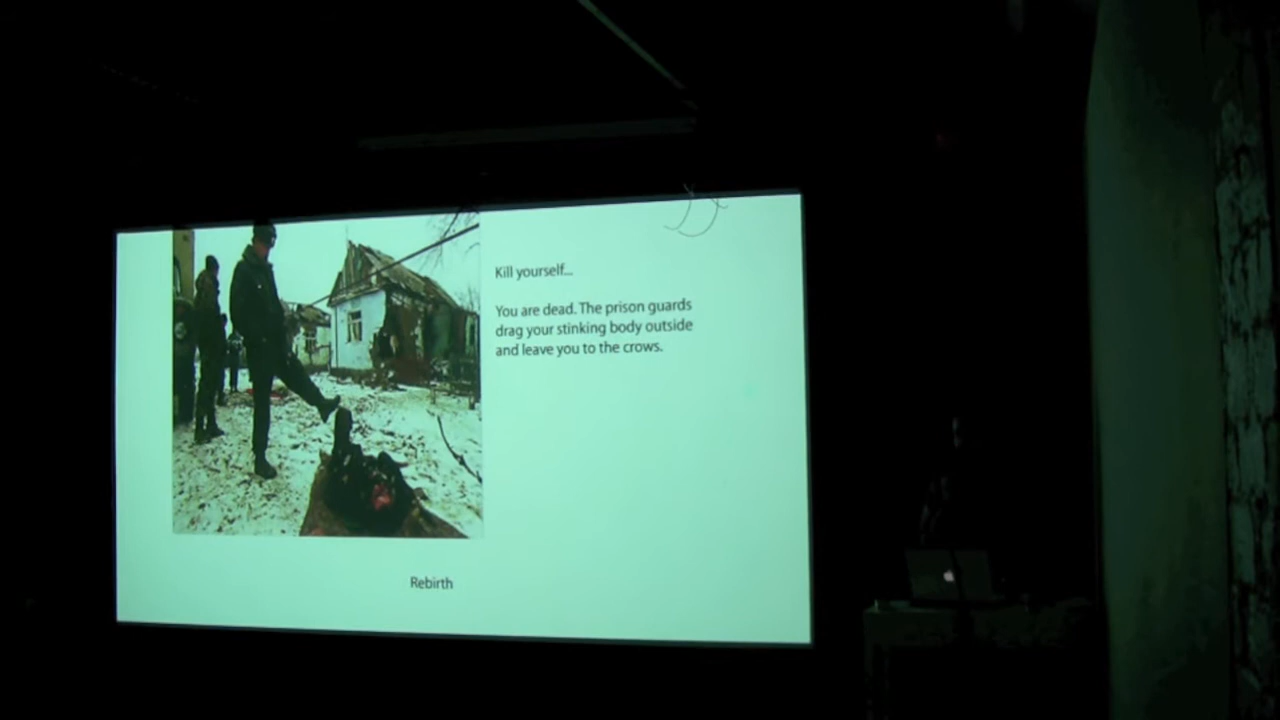 Kill yourself...
You are dead. The prison guards
drag your stinking body outside
and leave you to the crows.
Rebirth